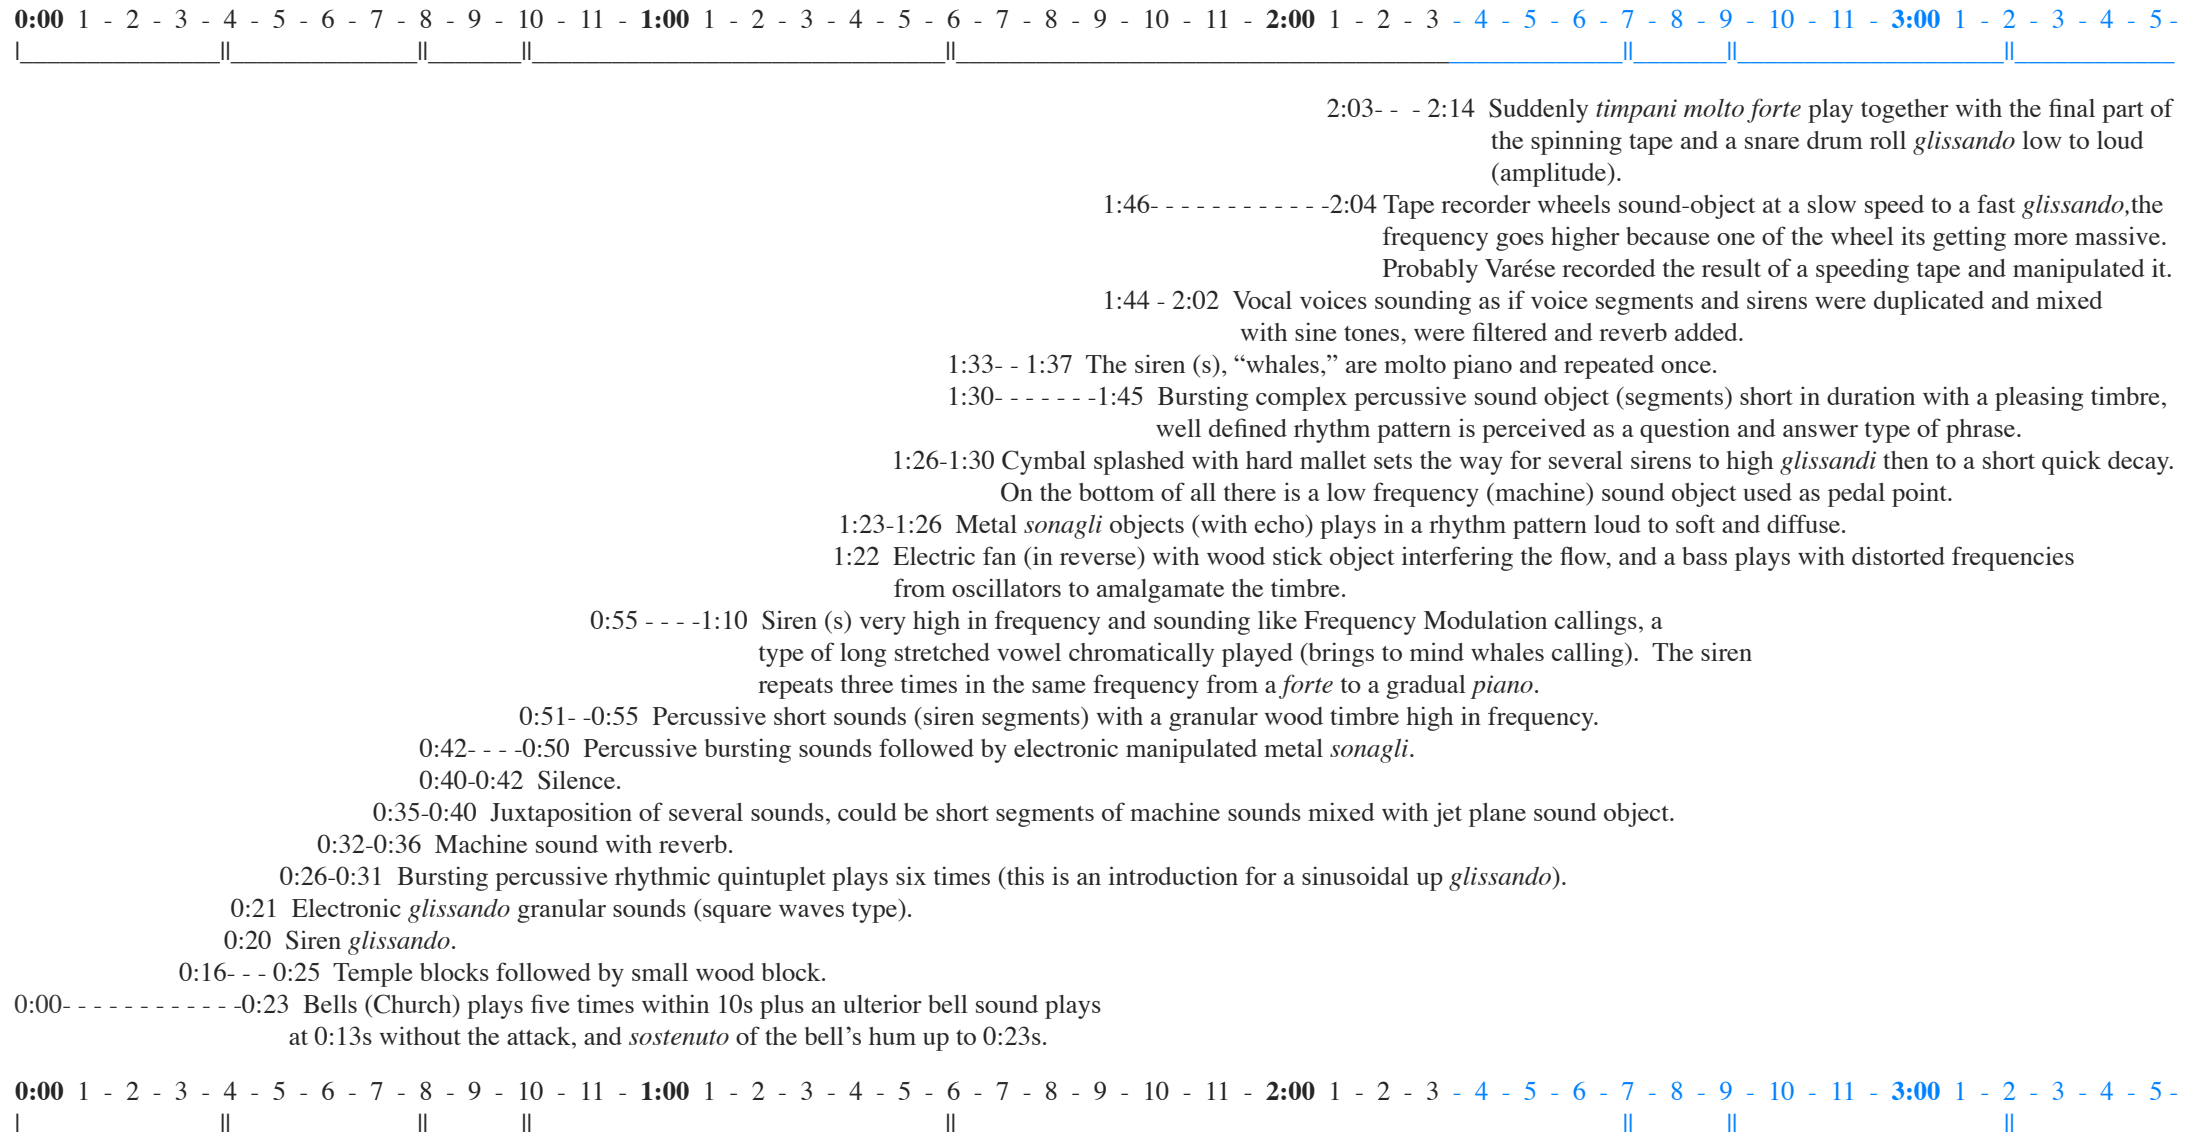 0:00 1 - 2 - 3 - 4 - 5 - 6 - 7 - 8 - 9 - 10 - 11 - 1:00 1 - 2 - 3 - 4 - 5 - 6 - 7 - 8 - 9 - 10 - 11 - 2:00 1 - 2 - 3 - 4 - 5 - 6 - 7 - 8 - 9 - 10 - 11 - 3:00 1 - 2 - 3 - 4 - 5 -
2:03- - - 2:14 Suddenly timpani molto forte play together with the final part of
the spinning tape and a snare drum roll glissando low to loud
(amplitude).
1:46- - - - - - - - - - - -2:04 Tape recorder wheels sound-object at a slow speed to a fast glissando,the
frequency goes higher because one of the wheel its getting more massive.
Probably Varése recorded the result of a speeding tape and manipulated it.
1:44 - 2:02 Vocal voices sounding as if voice segments and sirens were duplicated and mixed
with sine tones, were filtered and reverb added.
1:33- - 1:37 The siren (s), “whales,” are molto piano and repeated once.
1:30- - - - - - -1:45 Bursting complex percussive sound object (segments) short in duration with a pleasing timbre,
well defined rhythm pattern is perceived as a question and answer type of phrase.
1:26-1:30 Cymbal splashed with hard mallet sets the way for several sirens to high glissandi then to a short quick decay.
On the bottom of all there is a low frequency (machine) sound object used as pedal point.
1:23-1:26 Metal sonagli objects (with echo) plays in a rhythm pattern loud to soft and diffuse.
1:22 Electric fan (in reverse) with wood stick object interfering the flow, and a bass plays with distorted frequencies
from oscillators to amalgamate the timbre.
0:55 - - - -1:10 Siren (s) very high in frequency and sounding like Frequency Modulation callings, a
type of long stretched vowel chromatically played (brings to mind whales calling). The siren
repeats three times in the same frequency from a forte to a gradual piano.
0:51- -0:55 Percussive short sounds (siren segments) with a granular wood timbre high in frequency.
0:42- - - -0:50 Percussive bursting sounds followed by electronic manipulated metal sonagli.
0:40-0:42 Silence.
0:35-0:40 Juxtaposition of several sounds, could be short segments of machine sounds mixed with jet plane sound object.
0:32-0:36 Machine sound with reverb.
0:26-0:31 Bursting percussive rhythmic quintuplet plays six times (this is an introduction for a sinusoidal up glissando).
0:21 Electronic glissando granular sounds (square waves type).
0:20 Siren glissando.
0:16- - - 0:25 Temple blocks followed by small wood block.
0:00- - - - - - - - - - - -0:23 Bells (Church) plays five times within 10s plus an ulterior bell sound plays
at 0:13s without the attack, and sostenuto of the bell’s hum up to 0:23s.
0:00 1 - 2 - 3 - 4 - 5 - 6 - 7 - 8 - 9 - 10 - 11 - 1:00 1 - 2 - 3 - 4 - 5 - 6 - 7 - 8 - 9 - 10 - 11 - 2:00 1 - 2 - 3 - 4 - 5 - 6 - 7 - 8 - 9 - 10 - 11 - 3:00 1 - 2 - 3 - 4 - 5 -